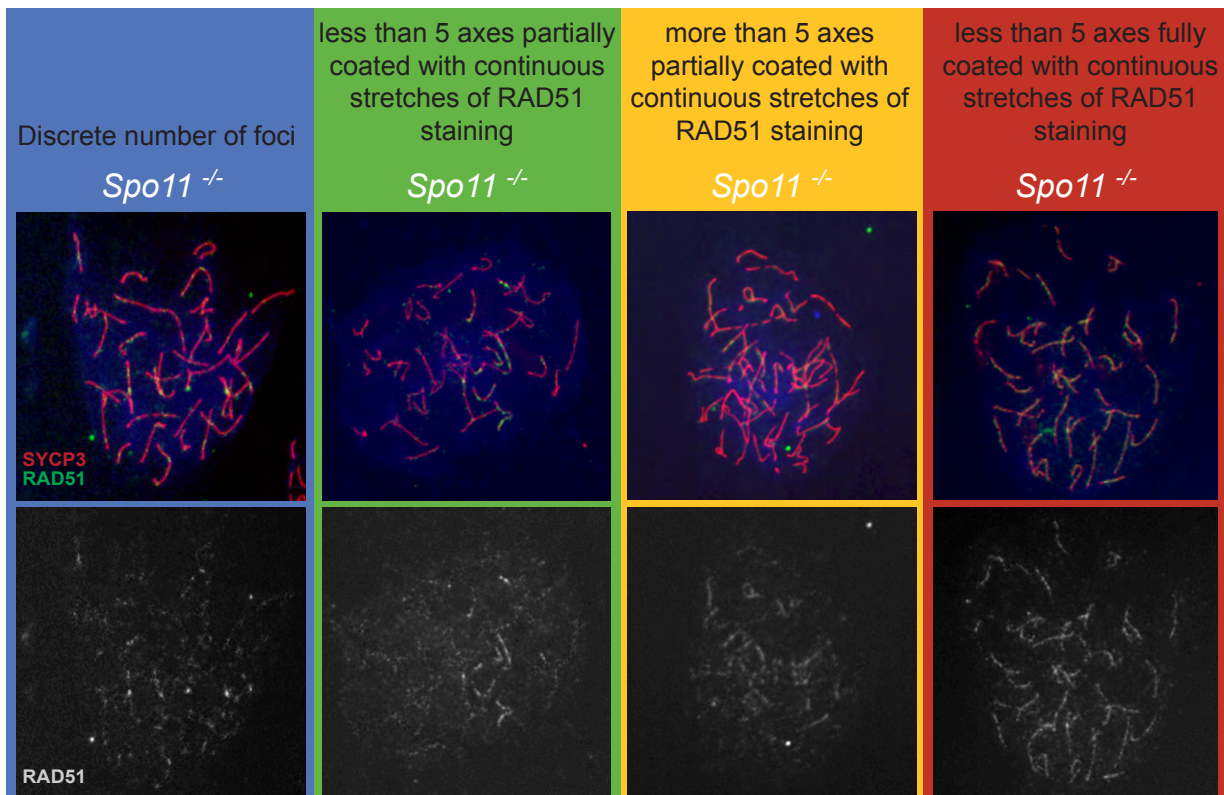 Discrete number of foci
Spo11 -/-
less than 5 axes partially
coated with continuous
stretches of RAD51
staining
Spo11 -/-
more than 5 axes
partially coated with
continuous stretches of
RAD51 staining
Spo11 -/-
less than 5 axes fully
coated with continuous
stretches of RAD51
staining
Spo11 -/-
SYCP3
RAD51
RAD51